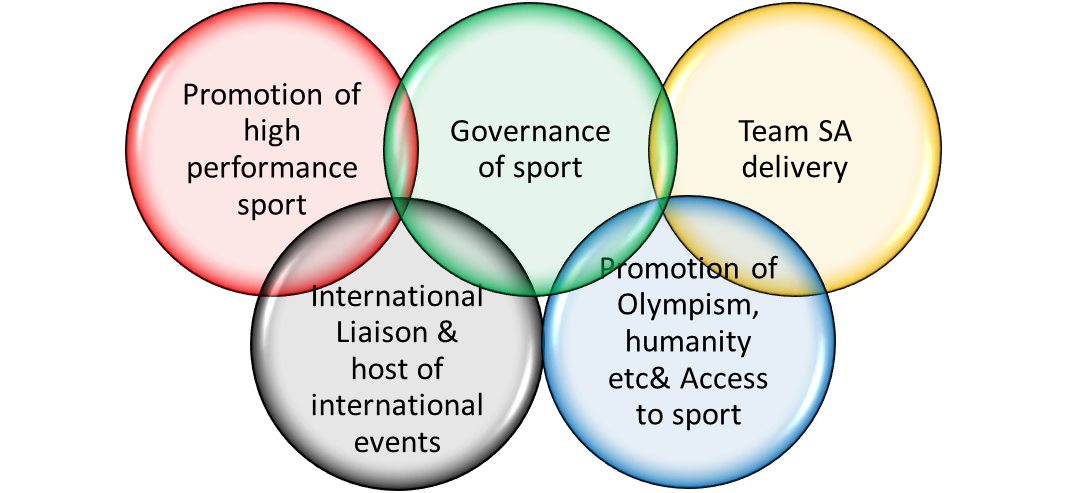 Promotion of
high
performance
sport
Governance
of sport
Team SA
delivery
International
Liaison &
host of
international
events
Promotion of
Olympism,
humanity
etc& Access
to sport